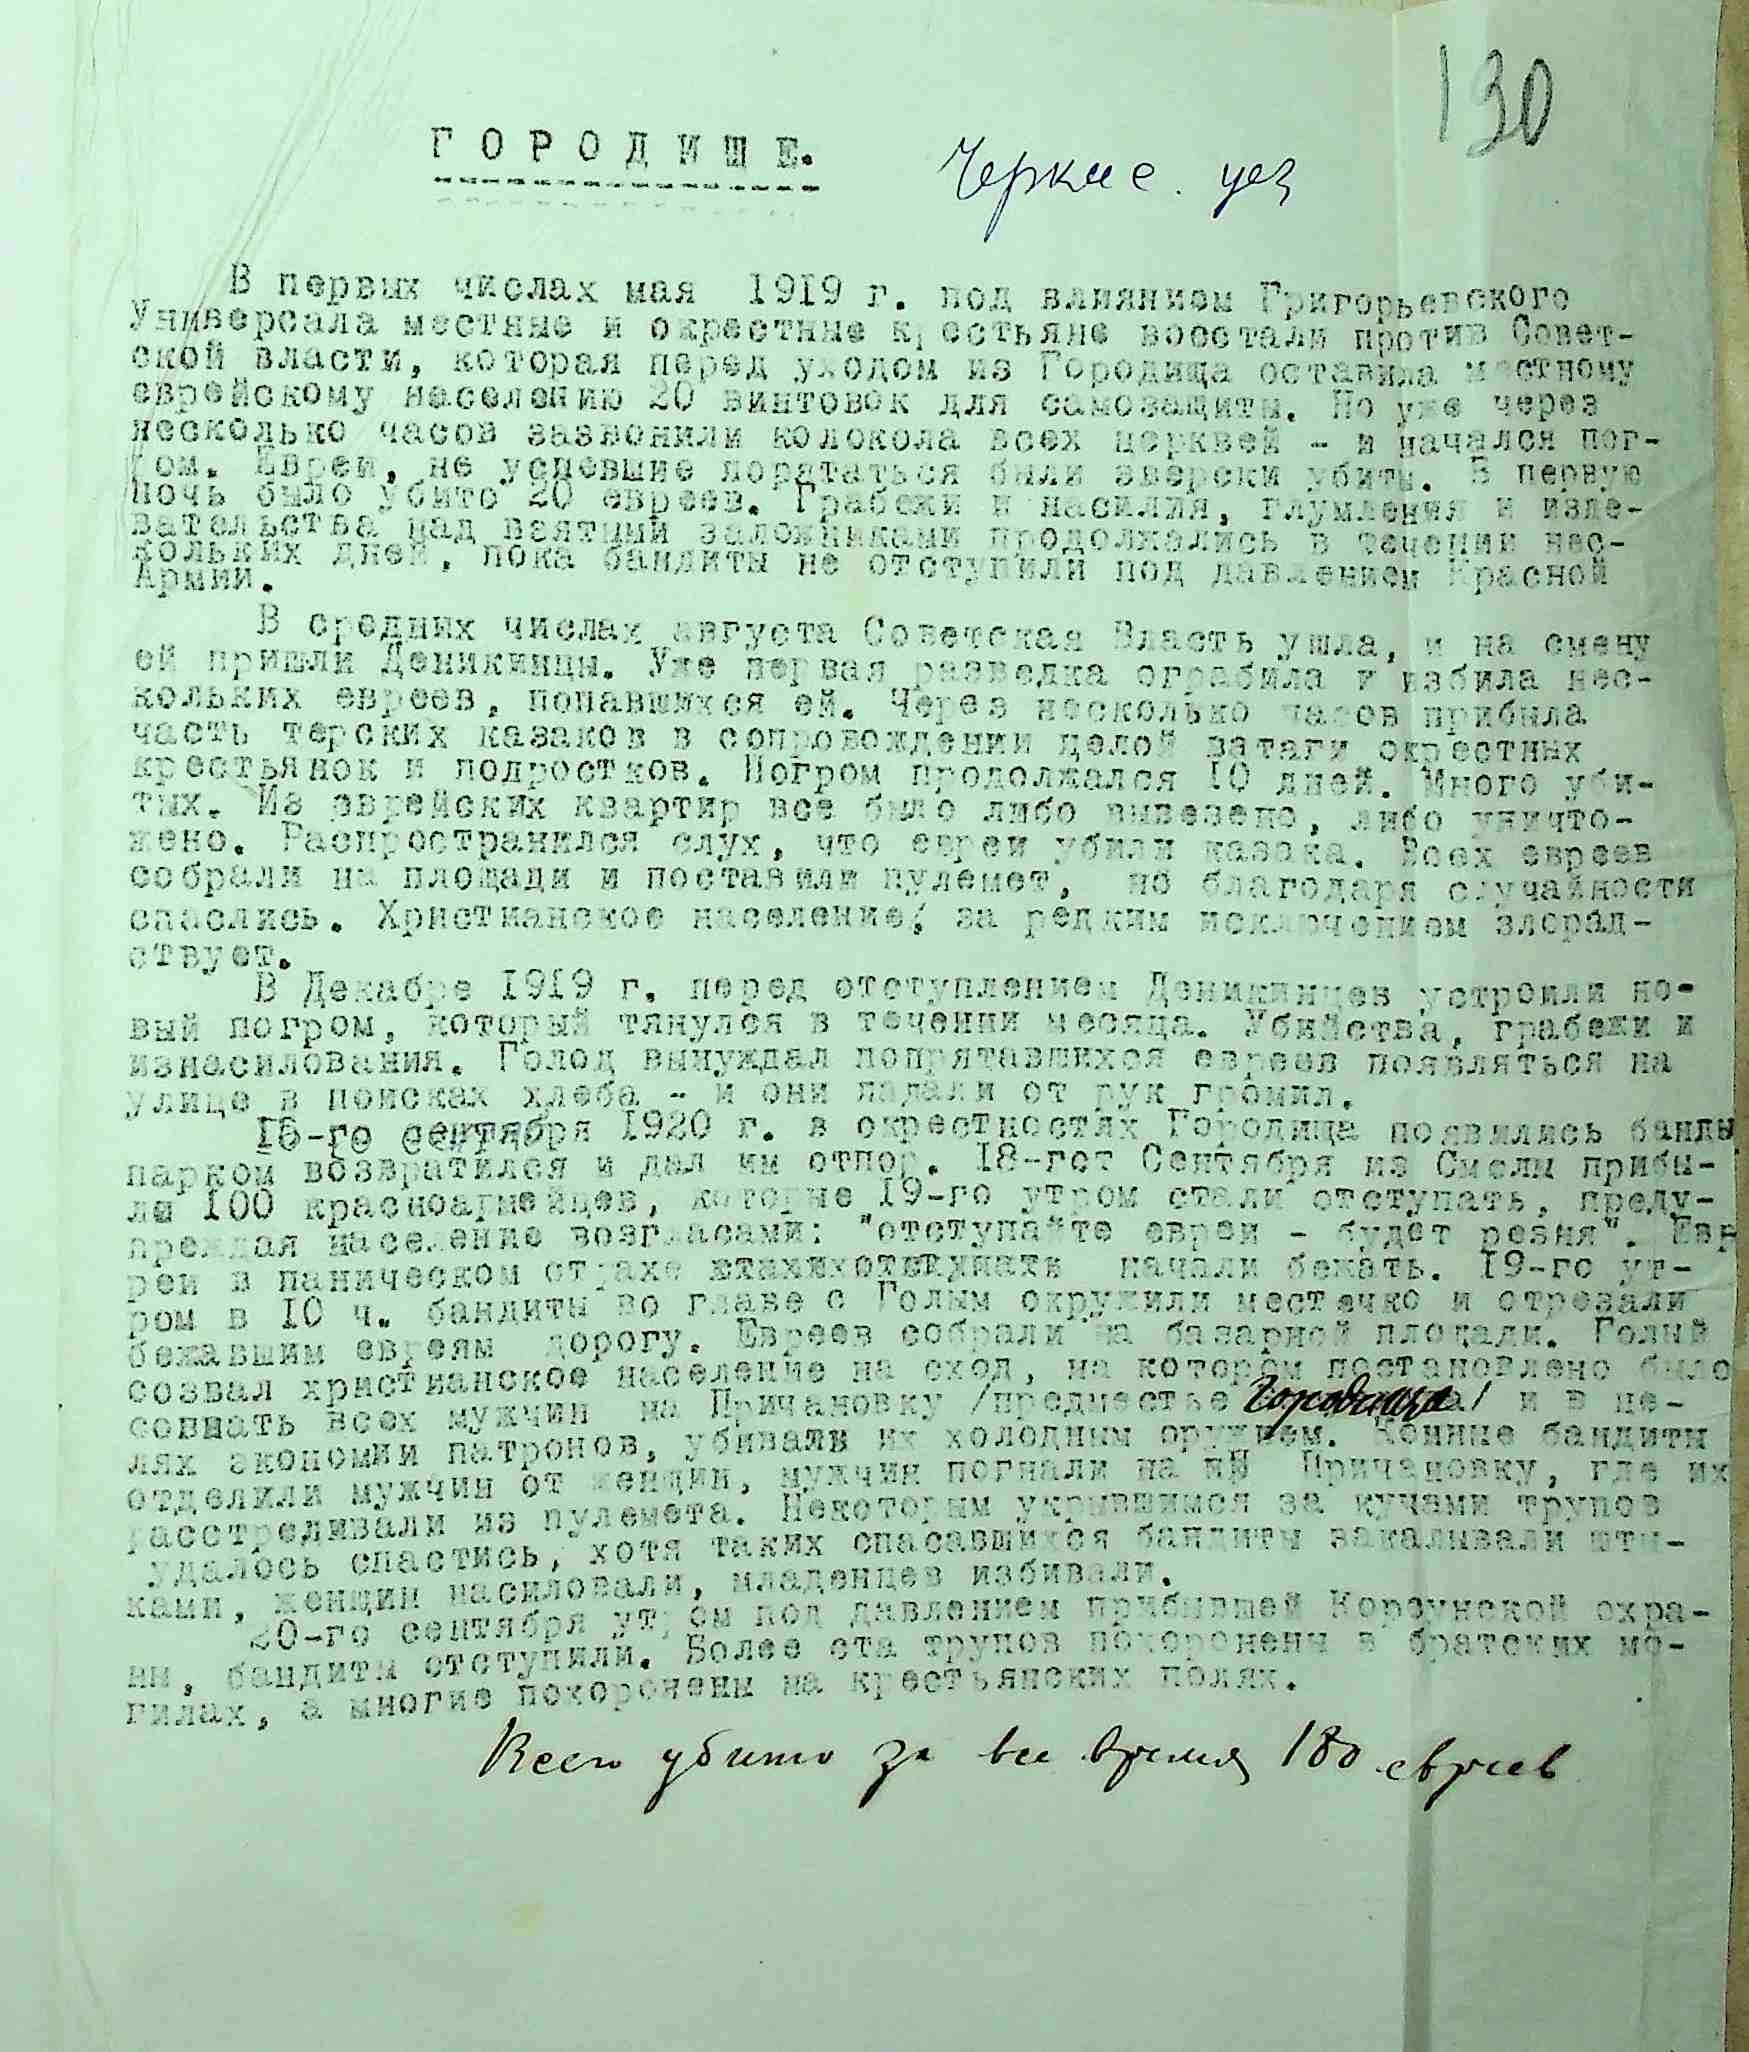 130
ГОРОДИЩЕ.
Черкас. уез
В первых числах мая 1919 г. под влиянием Григорьевского
Универсала местные и окрестные крестьяне восстали против Совет-
ской власти, которая перед уходом из Городища оставила местному
еврейскому населению 20 винтовок для самозащиты. Но уже через
несколько часов зазвонили колокола всех церквей - и начался пог-
ром. Евреи, не успевшие порятаться были зверски убиты. В первую
ночь было убито 20 евреев. Грабежи и насилия, глумления и изде-
вательства над взятыми заложниками продолжались в течении нес-
кольких дней, пока бандиты не отступили под давлением Красной
Армии.
В средних числах августа Советская Власть ушла, и на смену
ей пришли Деникинцы. Уже первая разведка ограбила и избила нес-
кольких евреев, попавшихся ей. Через несколько часов прибыла
часть терских казаков в сопровождении целой ватаги окрестных
крестьянок и подростков. Погром продолжался 10 дней. Много уби-
тых. Из еврейских квартир все было либо вывезено, либо уничто-
жено. Распространился слух, что евреи убили казака. Всех евреев
собрали на площади и поставили пулемет, но благодаря случайности
спаслись. Христианское население, за редким исключением злорад-
ствует.
В Декабре 1919 г. перед отступлением Деникинцев устроили но-
вый погром, который тянулся в течении месяца. Убийства, грабежи и
изнасилования. Голод вынуждал попрятавшихся евреев появляться на
улице в поисках хлеба - и они падали от рук громил.
16-го сентября 1920 г. в окрестностях Городища появились банды
парком возвратился и дал им отпор. 18-гот Сентября из Смелы прибы-
ли 100 красноармейцев, которые 19-го утром стали отступать, преду-
преждая население возгласами: "отступайте евреи - будет резня". Евр
реи в паническом страхе начали бежать. 19-го ут-
ром в 10 ч. бандиты во главе с Голым окружили местечко и отрезали
бежавшим евреям дорогу. Евреев собрали на базарной площади. Голый
созвал христианское население на сход, на котором постановлено было
согнать всех мужчин на Причановку /предместье Городища/ и в це-
лях экономии патронов, убивать их холодным оружием. Конные бандиты
отделили мужчин от женщин, мужчин погнали на Причановку, где их
расстреливали из пулемета. Некоторым укрывшимся за кучами трупов
удалось спастись, хотя таких спасавшихся бандиты закалывали шты-
ками, женщин насиловали, младенцев избивали.
20-го сентября утром под давлением прибывшей Корсунской охра-
ны, бандиты отступили. Более ста трупов похоронены в братских мо-
гилах, а многие похоронены на крестьянских полях.
Всего убито за все время 180 евреев